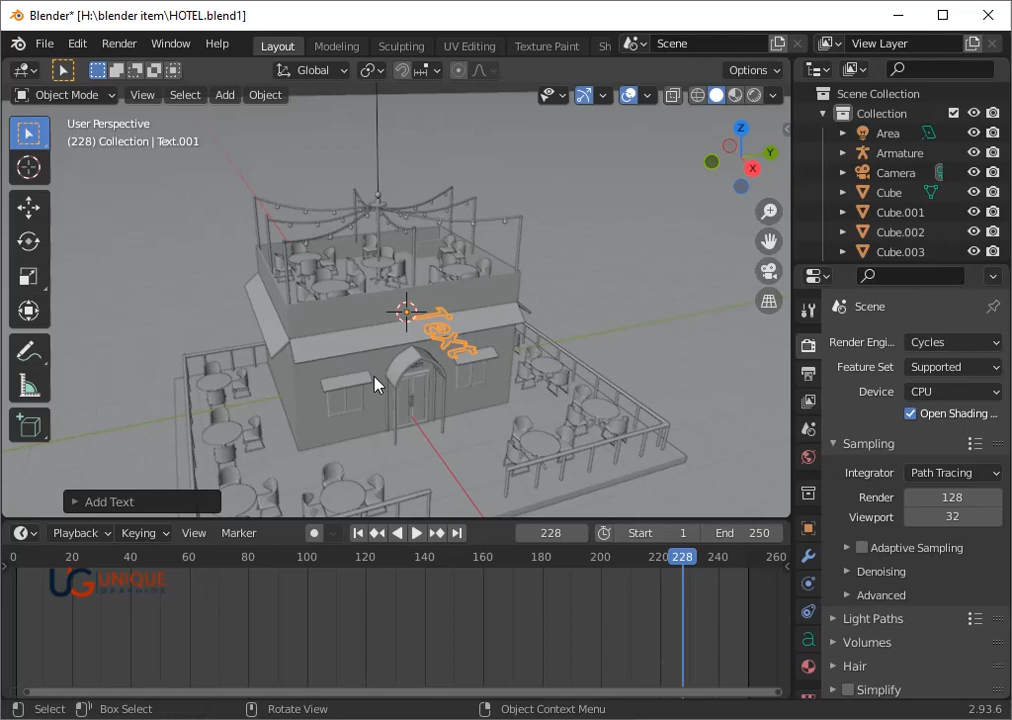 Blender* [H:\blender item\HOTEL.blend1]
File Edit Render Window Help Layout Modeling Sculpting UV Editing Texture Paint Sh Scene View Layer
Global Options
Object Mode View Select Add Object
User Perspective
(228) Collection | Text.001
Z
Y
X
Add Text
Scene Collection
Collection
Area
Armature
Camera
Cube
Cube.001
Cube.002
Cube.003
Scene
Render Engi... Cycles
Feature Set Supported
Device CPU
Open Shading ...
Sampling
Integrator Path Tracing
Render 128
Viewport 32
Adaptive Sampling
Denoising
Advanced
Light Paths
Volumes
Hair
Simplify
Playback Keying View Marker 228 Start 1 End 250
0 20 40 60 80 100 120 140 160 180 200 220 228 240 260
UG UNIQUE
GRAPHICS
Select Box Select Rotate View Object Context Menu 2.93.6